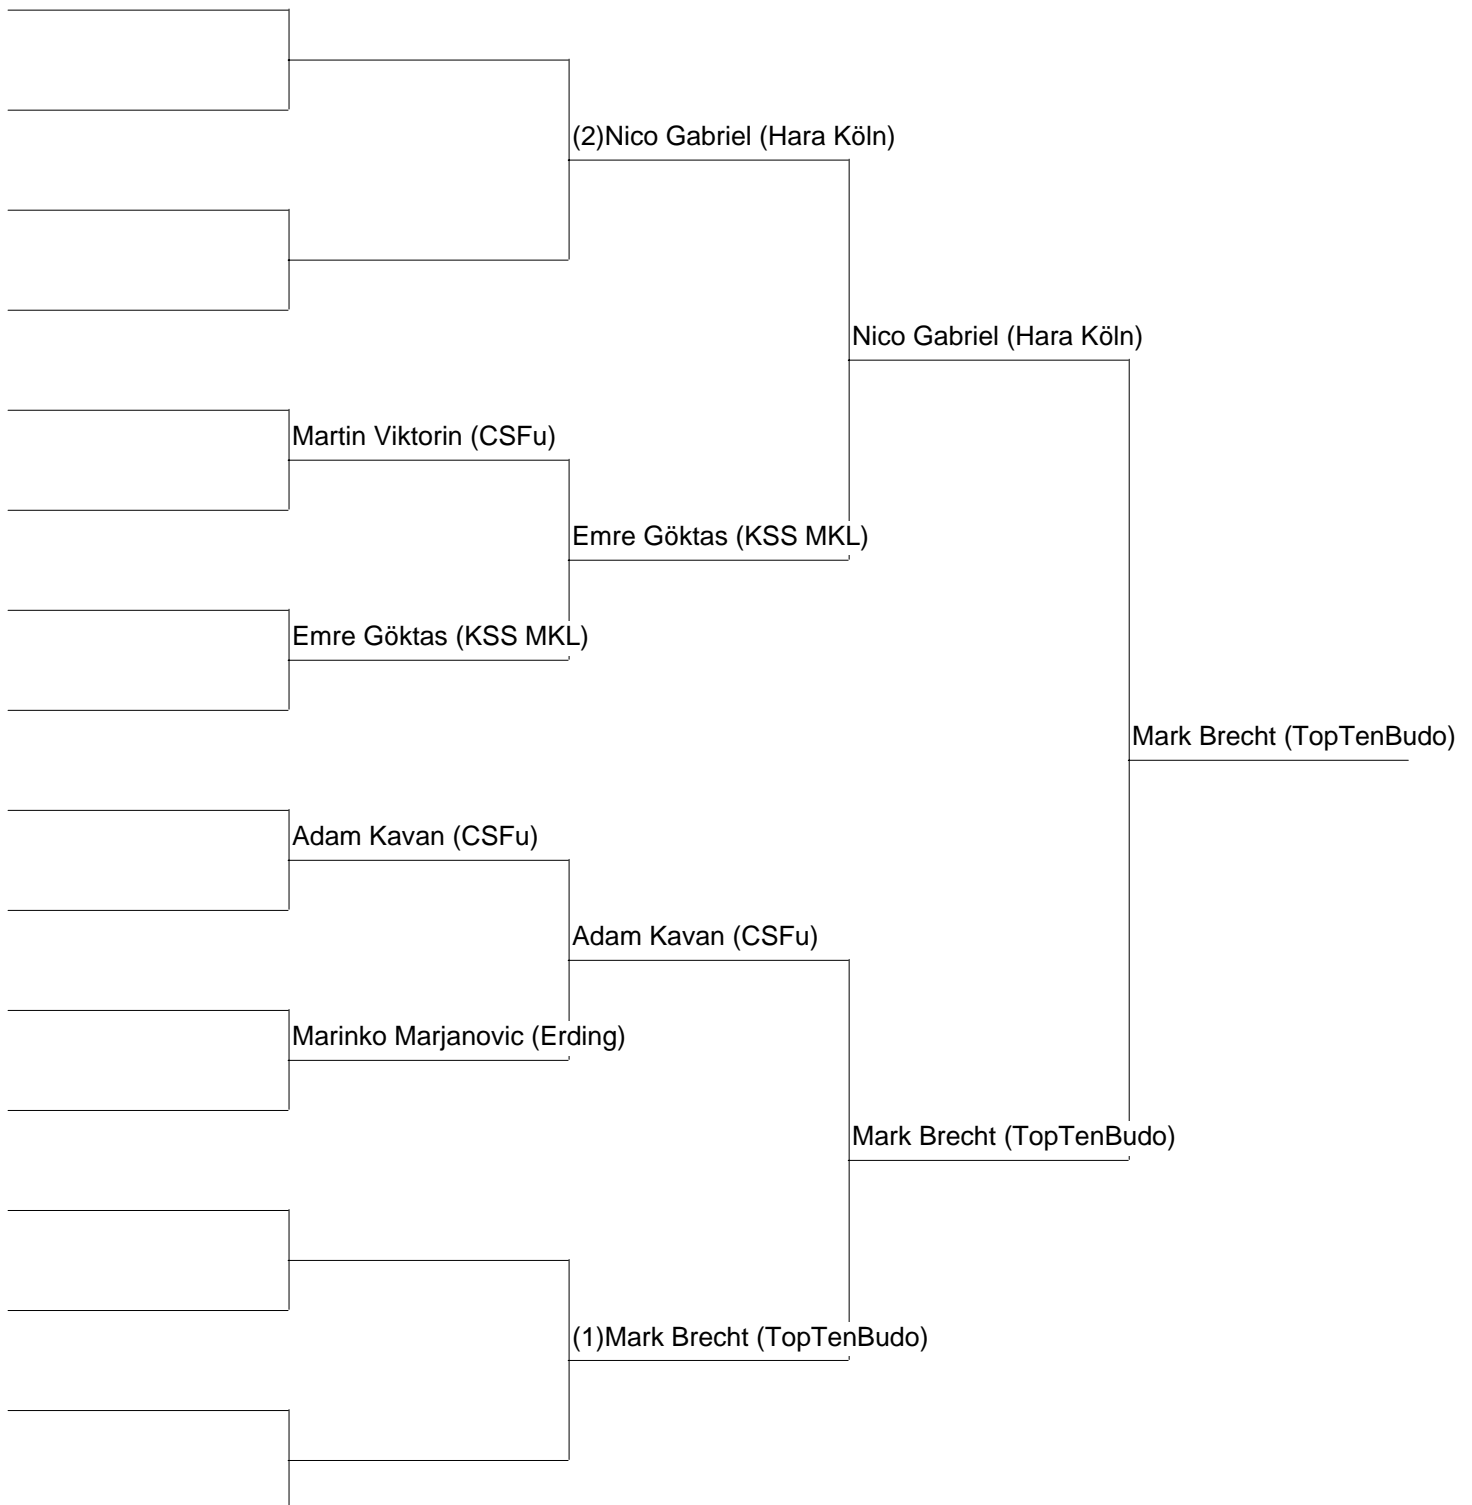 (2)Nico Gabriel (Hara Köln)
Nico Gabriel (Hara Köln)
Martin Viktorin (CSFu)
Emre Göktas (KSS MKL)
Emre Göktas (KSS MKL)
Mark Brecht (TopTenBudo)
Adam Kavan (CSFu)
Adam Kavan (CSFu)
Marinko Marjanovic (Erding)
Mark Brecht (TopTenBudo)
(1)Mark Brecht (TopTenBudo)